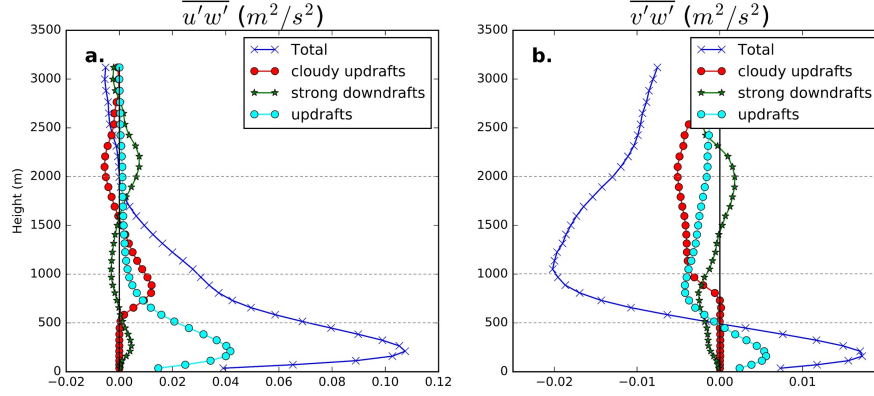 u'w' (m²/s²)
a.
Total
cloudy updrafts
strong downdrafts
updrafts
Height (m)
3500
3000
2500
2000
1500
1000
500
0
−0.02 0.00 0.02 0.04 0.06 0.08 0.10 0.12
v'w' (m²/s²)
b.
Total
cloudy updrafts
strong downdrafts
updrafts
3500
3000
2500
2000
1500
1000
500
0
−0.02 −0.01 0.00 0.01